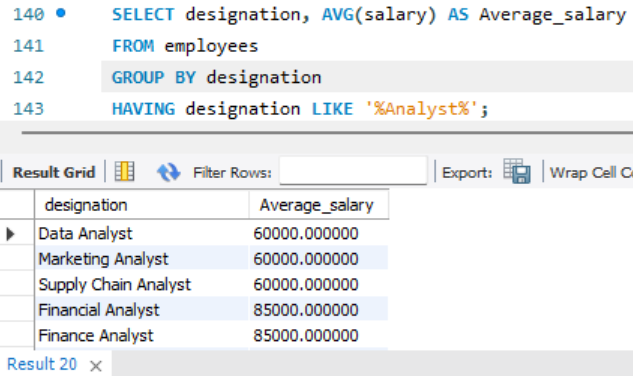 140 SELECT designation, AVG(salary) AS Average_salary
141 FROM employees
142 GROUP BY designation
143 HAVING designation LIKE '%Analyst%';
Result Grid Filter Rows: Export: Wrap Cell C
designation Average_salary
Data Analyst 60000.000000
Marketing Analyst 60000.000000
Supply Chain Analyst 60000.000000
Financial Analyst 85000.000000
Finance Analyst 85000.000000
Result 20 ×